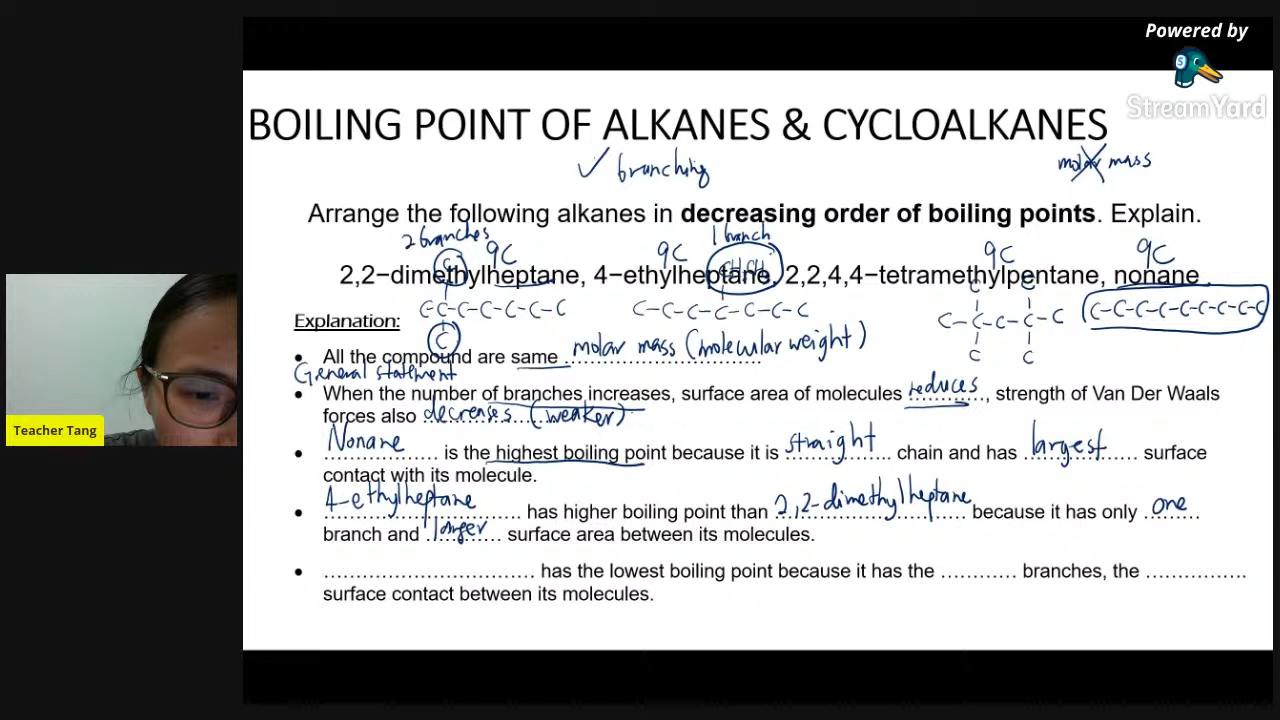 Powered by
StreamYard
BOILING POINT OF ALKANES & CYCLOALKANES
✓ branching
molar mass
Arrange the following alkanes in decreasing order of boiling points. Explain.
2 branches 9C 9C 1 branch 9C 9C
2,2−dimethylheptane, 4−ethylheptane, 2,2,4,4−tetramethylpentane, nonane.
C C C
C-C-C-C-C-C-C C-C-C-C-C-C-C C-C-C-C-C C-C-C-C-C-C-C-C-C
Explanation:
C C C
• All the compound are same molar mass (molecular weight)
General statement
• When the number of branches increases, surface area of molecules reduces, strength of Van Der Waals
forces also decreases (weaker)
• Nonane is the highest boiling point because it is straight chain and has largest surface
contact with its molecule.
• 4-ethylheptane has higher boiling point than 2,2-dimethylheptane because it has only one
branch and larger surface area between its molecules.
• ………………………………. has the lowest boiling point because it has the ………… branches, the …………….
surface contact between its molecules.
Teacher Tang